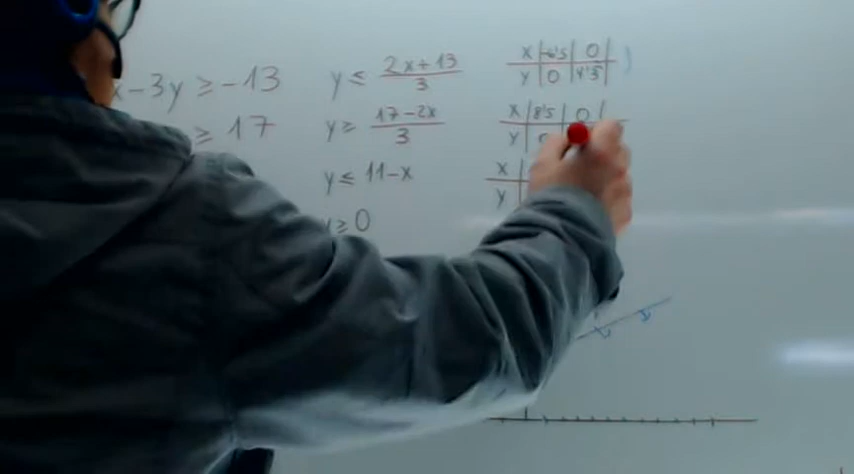 x-3y ≥ -13
≥ 17
y ≤ (2x+13)/3
y ≥ (17-2x)/3
y ≤ 11-x
≥ 0
x | -6'5 | 0
y | 0 | 4'3
x | 8'5 | 0
y
x
y